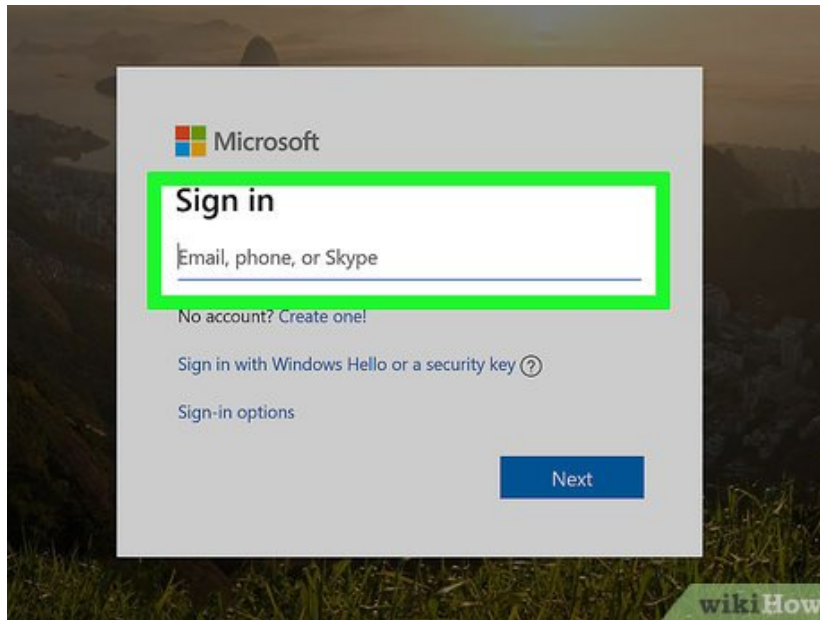 Microsoft
Sign in
Email, phone, or Skype
No account? Create one!
Sign in with Windows Hello or a security key ?
Sign-in options
Next
wikiHow